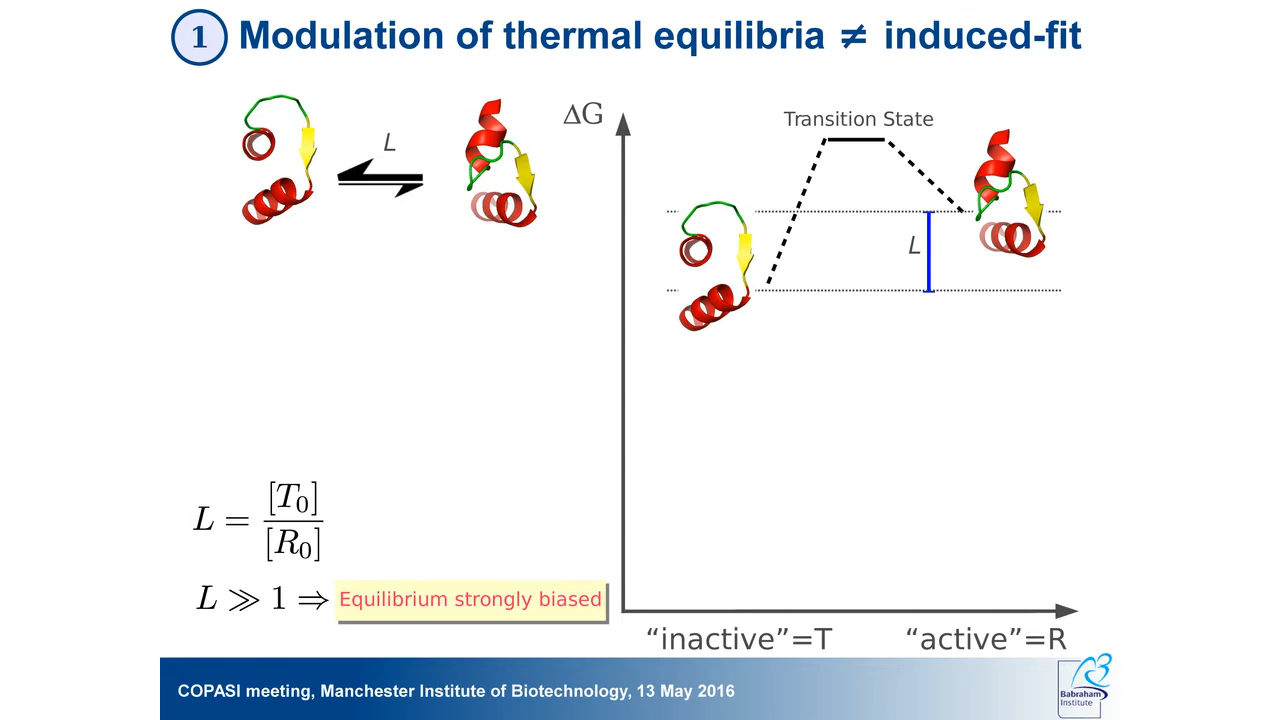 1 Modulation of thermal equilibria ≠ induced-fit
L
ΔG
Transition State
L
L = [T₀] / [R₀]
L ≫ 1 ⇒ Equilibrium strongly biased
“inactive”=T “active”=R
COPASI meeting, Manchester Institute of Biotechnology, 13 May 2016
Babraham
Institute